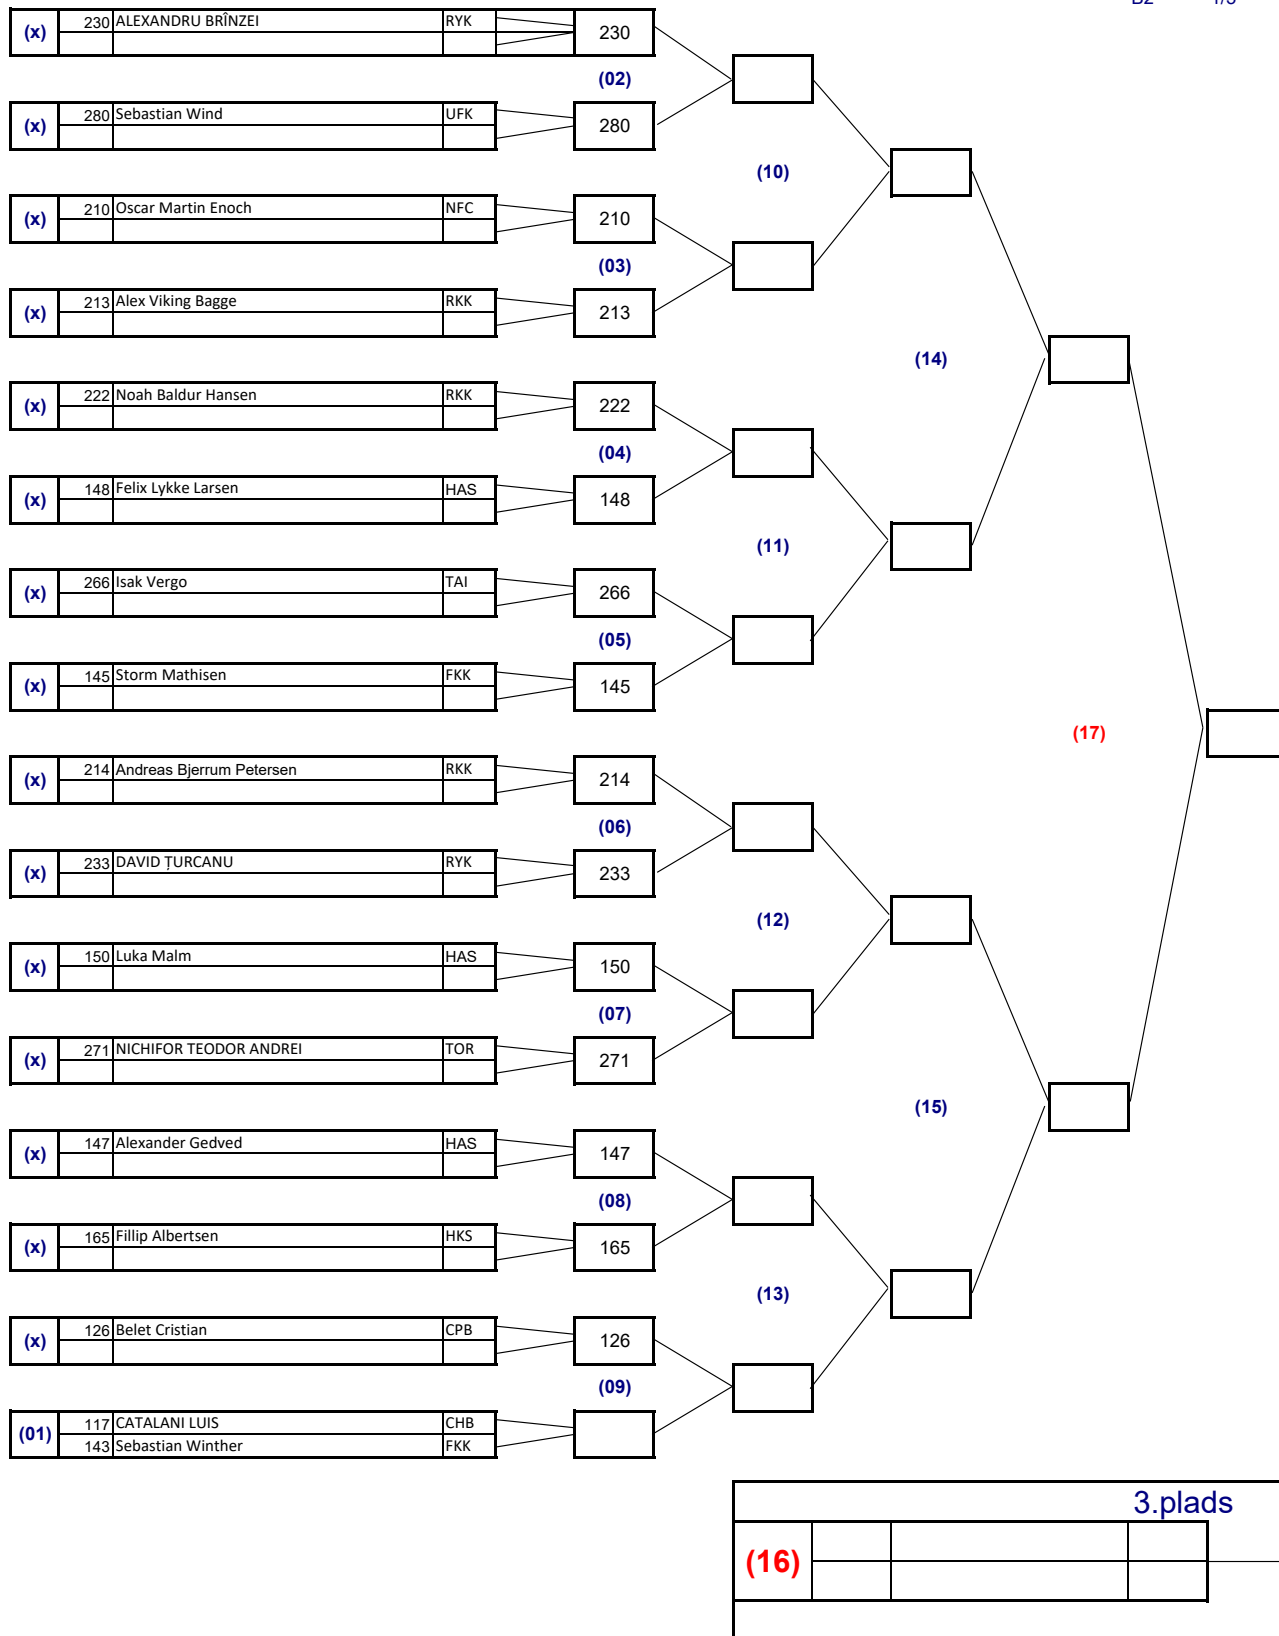 B2 1/3
(x) 230 ALEXANDRU BRÎNZEI RYK 230
(02)
(x) 280 Sebastian Wind UFK 280
(10)
(x) 210 Oscar Martin Enoch NFC 210
(03)
(x) 213 Alex Viking Bagge RKK 213
(14)
(x) 222 Noah Baldur Hansen RKK 222
(04)
(x) 148 Felix Lykke Larsen HAS 148
(11)
(x) 266 Isak Vergo TAI 266
(05)
(x) 145 Storm Mathisen FKK 145
(17)
(x) 214 Andreas Bjerrum Petersen RKK 214
(06)
(x) 233 DAVID ȚURCANU RYK 233
(12)
(x) 150 Luka Malm HAS 150
(07)
(x) 271 NICHIFOR TEODOR ANDREI TOR 271
(15)
(x) 147 Alexander Gedved HAS 147
(08)
(x) 165 Fillip Albertsen HKS 165
(13)
(x) 126 Belet Cristian CPB 126
(09)
(01) 117 CATALANI LUIS CHB
143 Sebastian Winther FKK
3.plads
(16)